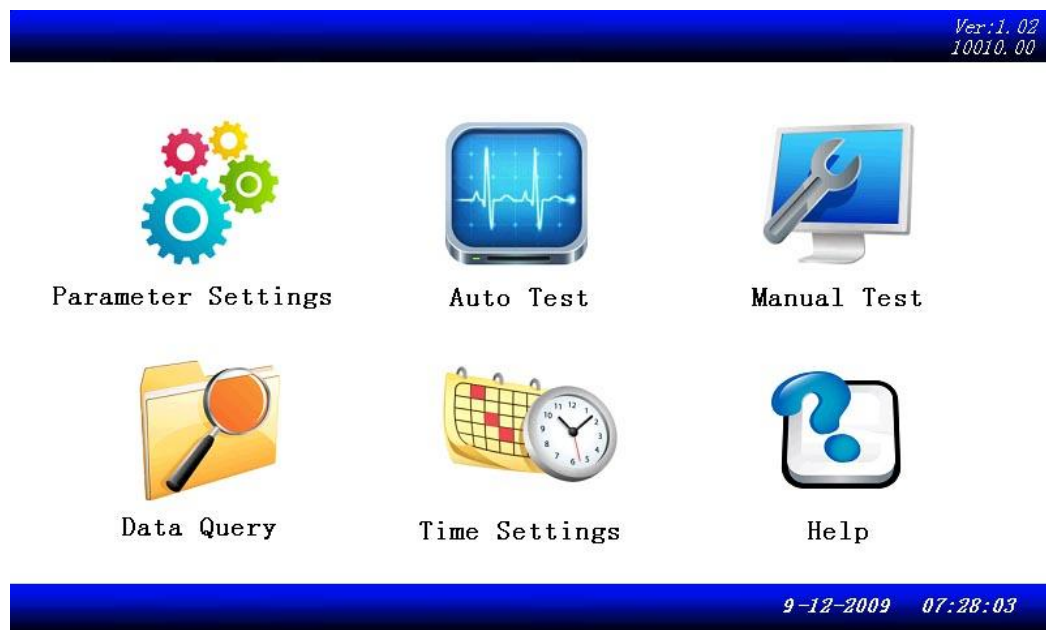 Ver:1.02
10010.00
Parameter Settings
Auto Test
Manual Test
Data Query
Time Settings
Help
9-12-2009 07:28:03